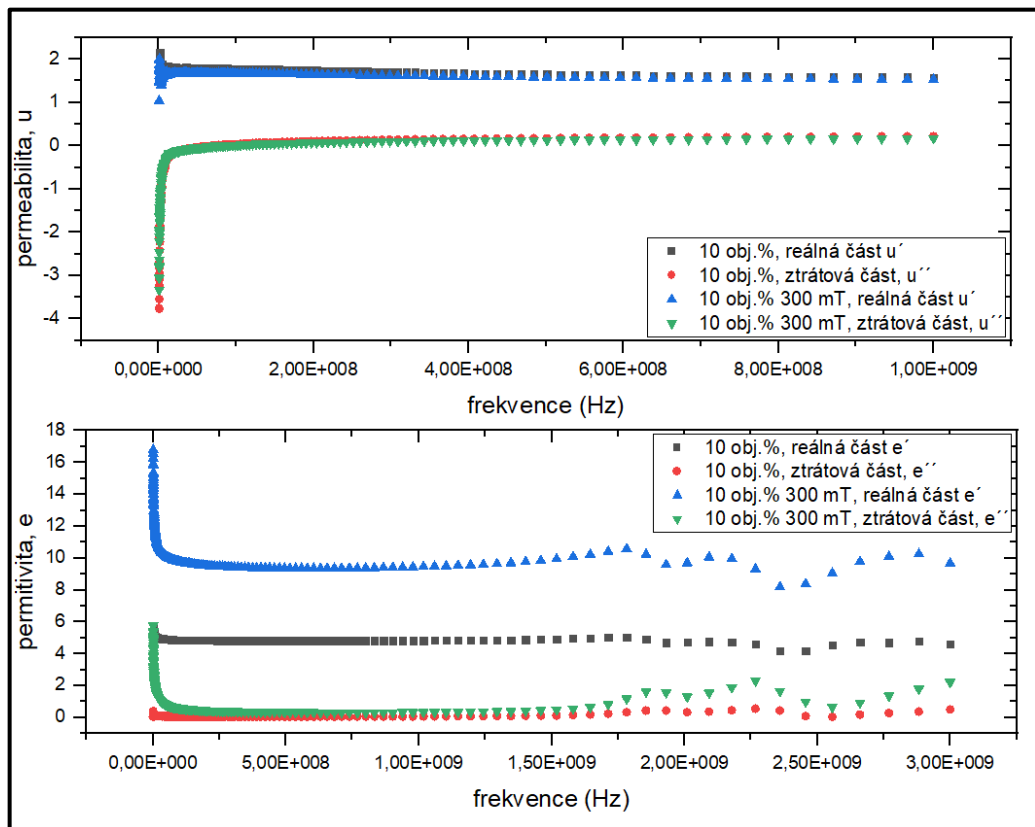 permeabilita, u
2
1
0
-1
-2
-3
-4
10 obj.%, reálná část u´
10 obj.%, ztrátová část, u´´
10 obj.% 300 mT, reálná část u´
10 obj.% 300 mT, ztrátová část, u´´
0,00E+000 2,00E+008 4,00E+008 6,00E+008 8,00E+008 1,00E+009
frekvence (Hz)
permitivita, e
18
16
14
12
10
8
6
4
2
0
10 obj.%, reálná část e´
10 obj.%, ztrátová část, e´´
10 obj.% 300 mT, reálná část e´
10 obj.% 300 mT, ztrátová část, e´´
0,00E+000 5,00E+008 1,00E+009 1,50E+009 2,00E+009 2,50E+009 3,00E+009
frekvence (Hz)